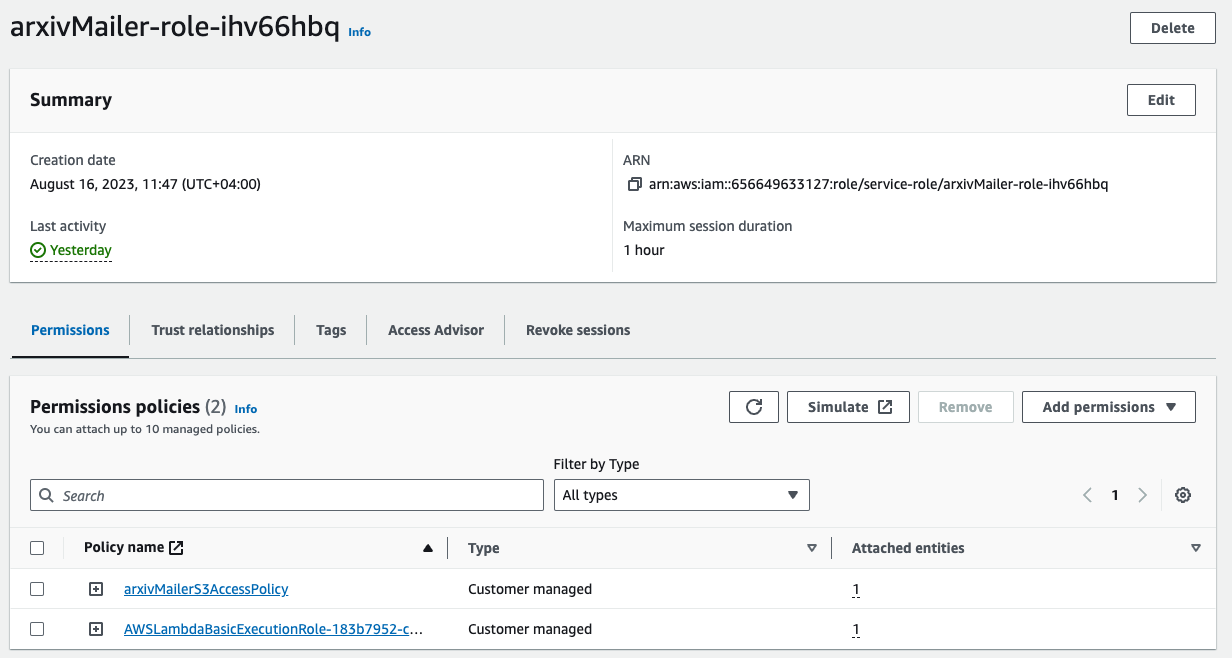 arxivMailer-role-ihv66hbq Info
Delete
Summary
Edit
Creation date
August 16, 2023, 11:47 (UTC+04:00)
ARN
arn:aws:iam::656649633127:role/service-role/arxivMailer-role-ihv66hbq
Last activity
Yesterday
Maximum session duration
1 hour
Permissions Trust relationships Tags Access Advisor Revoke sessions
Permissions policies (2) Info
You can attach up to 10 managed policies.
Simulate Remove Add permissions
Filter by Type
Search All types 1
Policy name Type Attached entities
arxivMailerS3AccessPolicy Customer managed 1
AWSLambdaBasicExecutionRole-183b7952-c... Customer managed 1